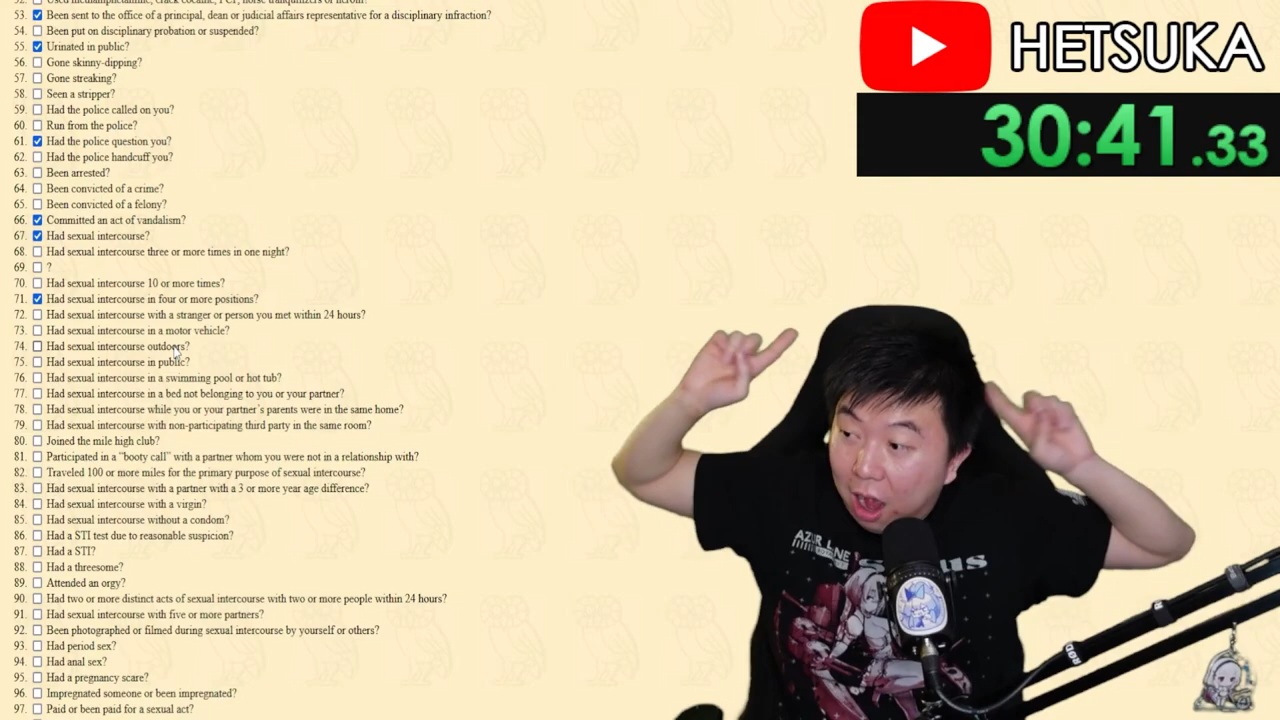 52. Used methamphetamine, crack cocaine, PCP, horse tranquilizers or heroin?
53. Been sent to the office of a principal, dean or judicial affairs representative for a disciplinary infraction?
54. Been put on disciplinary probation or suspended?
55. Urinated in public?
56. Gone skinny-dipping?
57. Gone streaking?
58. Seen a stripper?
59. Had the police called on you?
60. Run from the police?
61. Had the police question you?
62. Had the police handcuff you?
63. Been arrested?
64. Been convicted of a crime?
65. Been convicted of a felony?
66. Committed an act of vandalism?
67. Had sexual intercourse?
68. Had sexual intercourse three or more times in one night?
69. ?
70. Had sexual intercourse 10 or more times?
71. Had sexual intercourse in four or more positions?
72. Had sexual intercourse with a stranger or person you met within 24 hours?
73. Had sexual intercourse in a motor vehicle?
74. Had sexual intercourse outdoors?
75. Had sexual intercourse in public?
76. Had sexual intercourse in a swimming pool or hot tub?
77. Had sexual intercourse in a bed not belonging to you or your partner?
78. Had sexual intercourse while you or your partner's parents were in the same home?
79. Had sexual intercourse with non-participating third party in the same room?
80. Joined the mile high club?
81. Participated in a "booty call" with a partner whom you were not in a relationship with?
82. Traveled 100 or more miles for the primary purpose of sexual intercourse?
83. Had sexual intercourse with a partner with a 3 or more year age difference?
84. Had sexual intercourse with a virgin?
85. Had sexual intercourse without a condom?
86. Had a STI test due to reasonable suspicion?
87. Had a STI?
88. Had a threesome?
89. Attended an orgy?
90. Had two or more distinct acts of sexual intercourse with two or more people within 24 hours?
91. Had sexual intercourse with five or more partners?
92. Been photographed or filmed during sexual intercourse by yourself or others?
93. Had period sex?
94. Had anal sex?
95. Had a pregnancy scare?
96. Impregnated someone or been impregnated?
97. Paid or been paid for a sexual act?
HETSUKA
30:41.33
AZUR LANE
RØDE
R